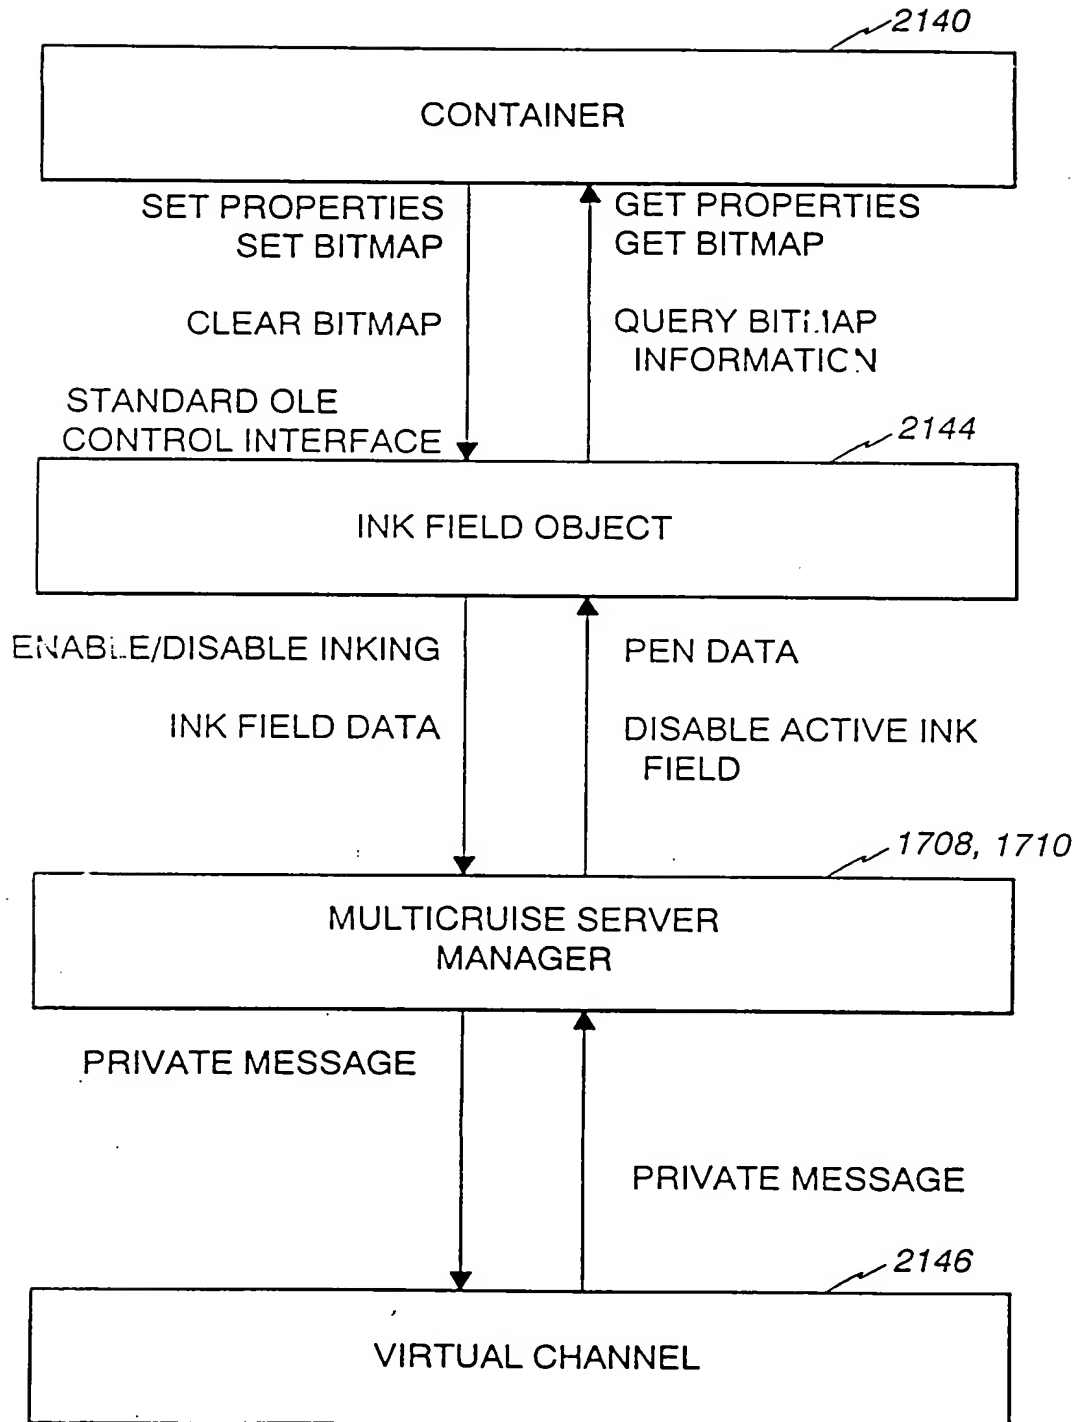 2140
CONTAINER
SET PROPERTIES
SET BITMAP
GET PROPERTIES
GET BITMAP
CLEAR BITMAP
QUERY BITMAP
INFORMATION
STANDARD OLE
CONTROL INTERFACE
2144
INK FIELD OBJECT
ENABLE/DISABLE INKING
PEN DATA
INK FIELD DATA
DISABLE ACTIVE INK
FIELD
1708, 1710
MULTICRUISE SERVER
MANAGER
PRIVATE MESSAGE
PRIVATE MESSAGE
2146
VIRTUAL CHANNEL